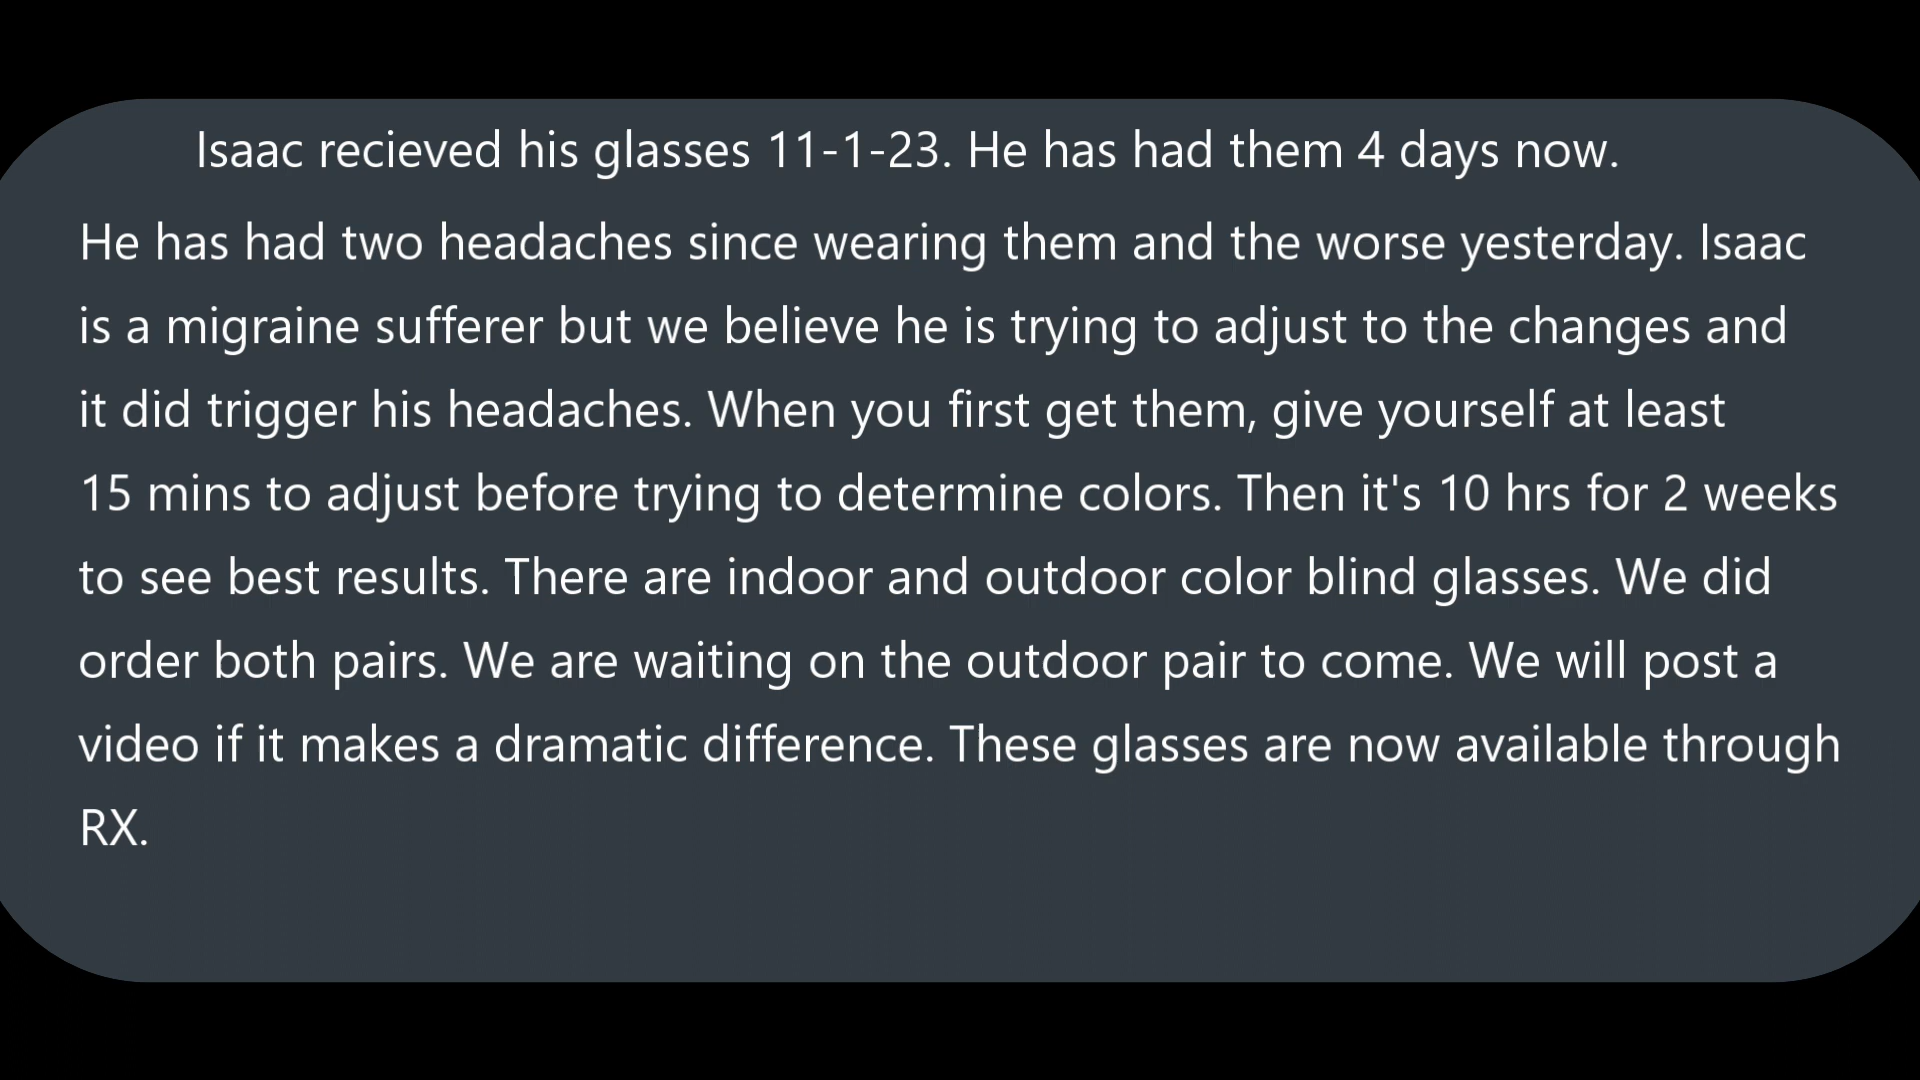 Isaac recieved his glasses 11-1-23. He has had them 4 days now.
He has had two headaches since wearing them and the worse yesterday. Isaac
is a migraine sufferer but we believe he is trying to adjust to the changes and
it did trigger his headaches. When you first get them, give yourself at least
15 mins to adjust before trying to determine colors. Then it's 10 hrs for 2 weeks
to see best results. There are indoor and outdoor color blind glasses. We did
order both pairs. We are waiting on the outdoor pair to come. We will post a
video if it makes a dramatic difference. These glasses are now available through
RX.